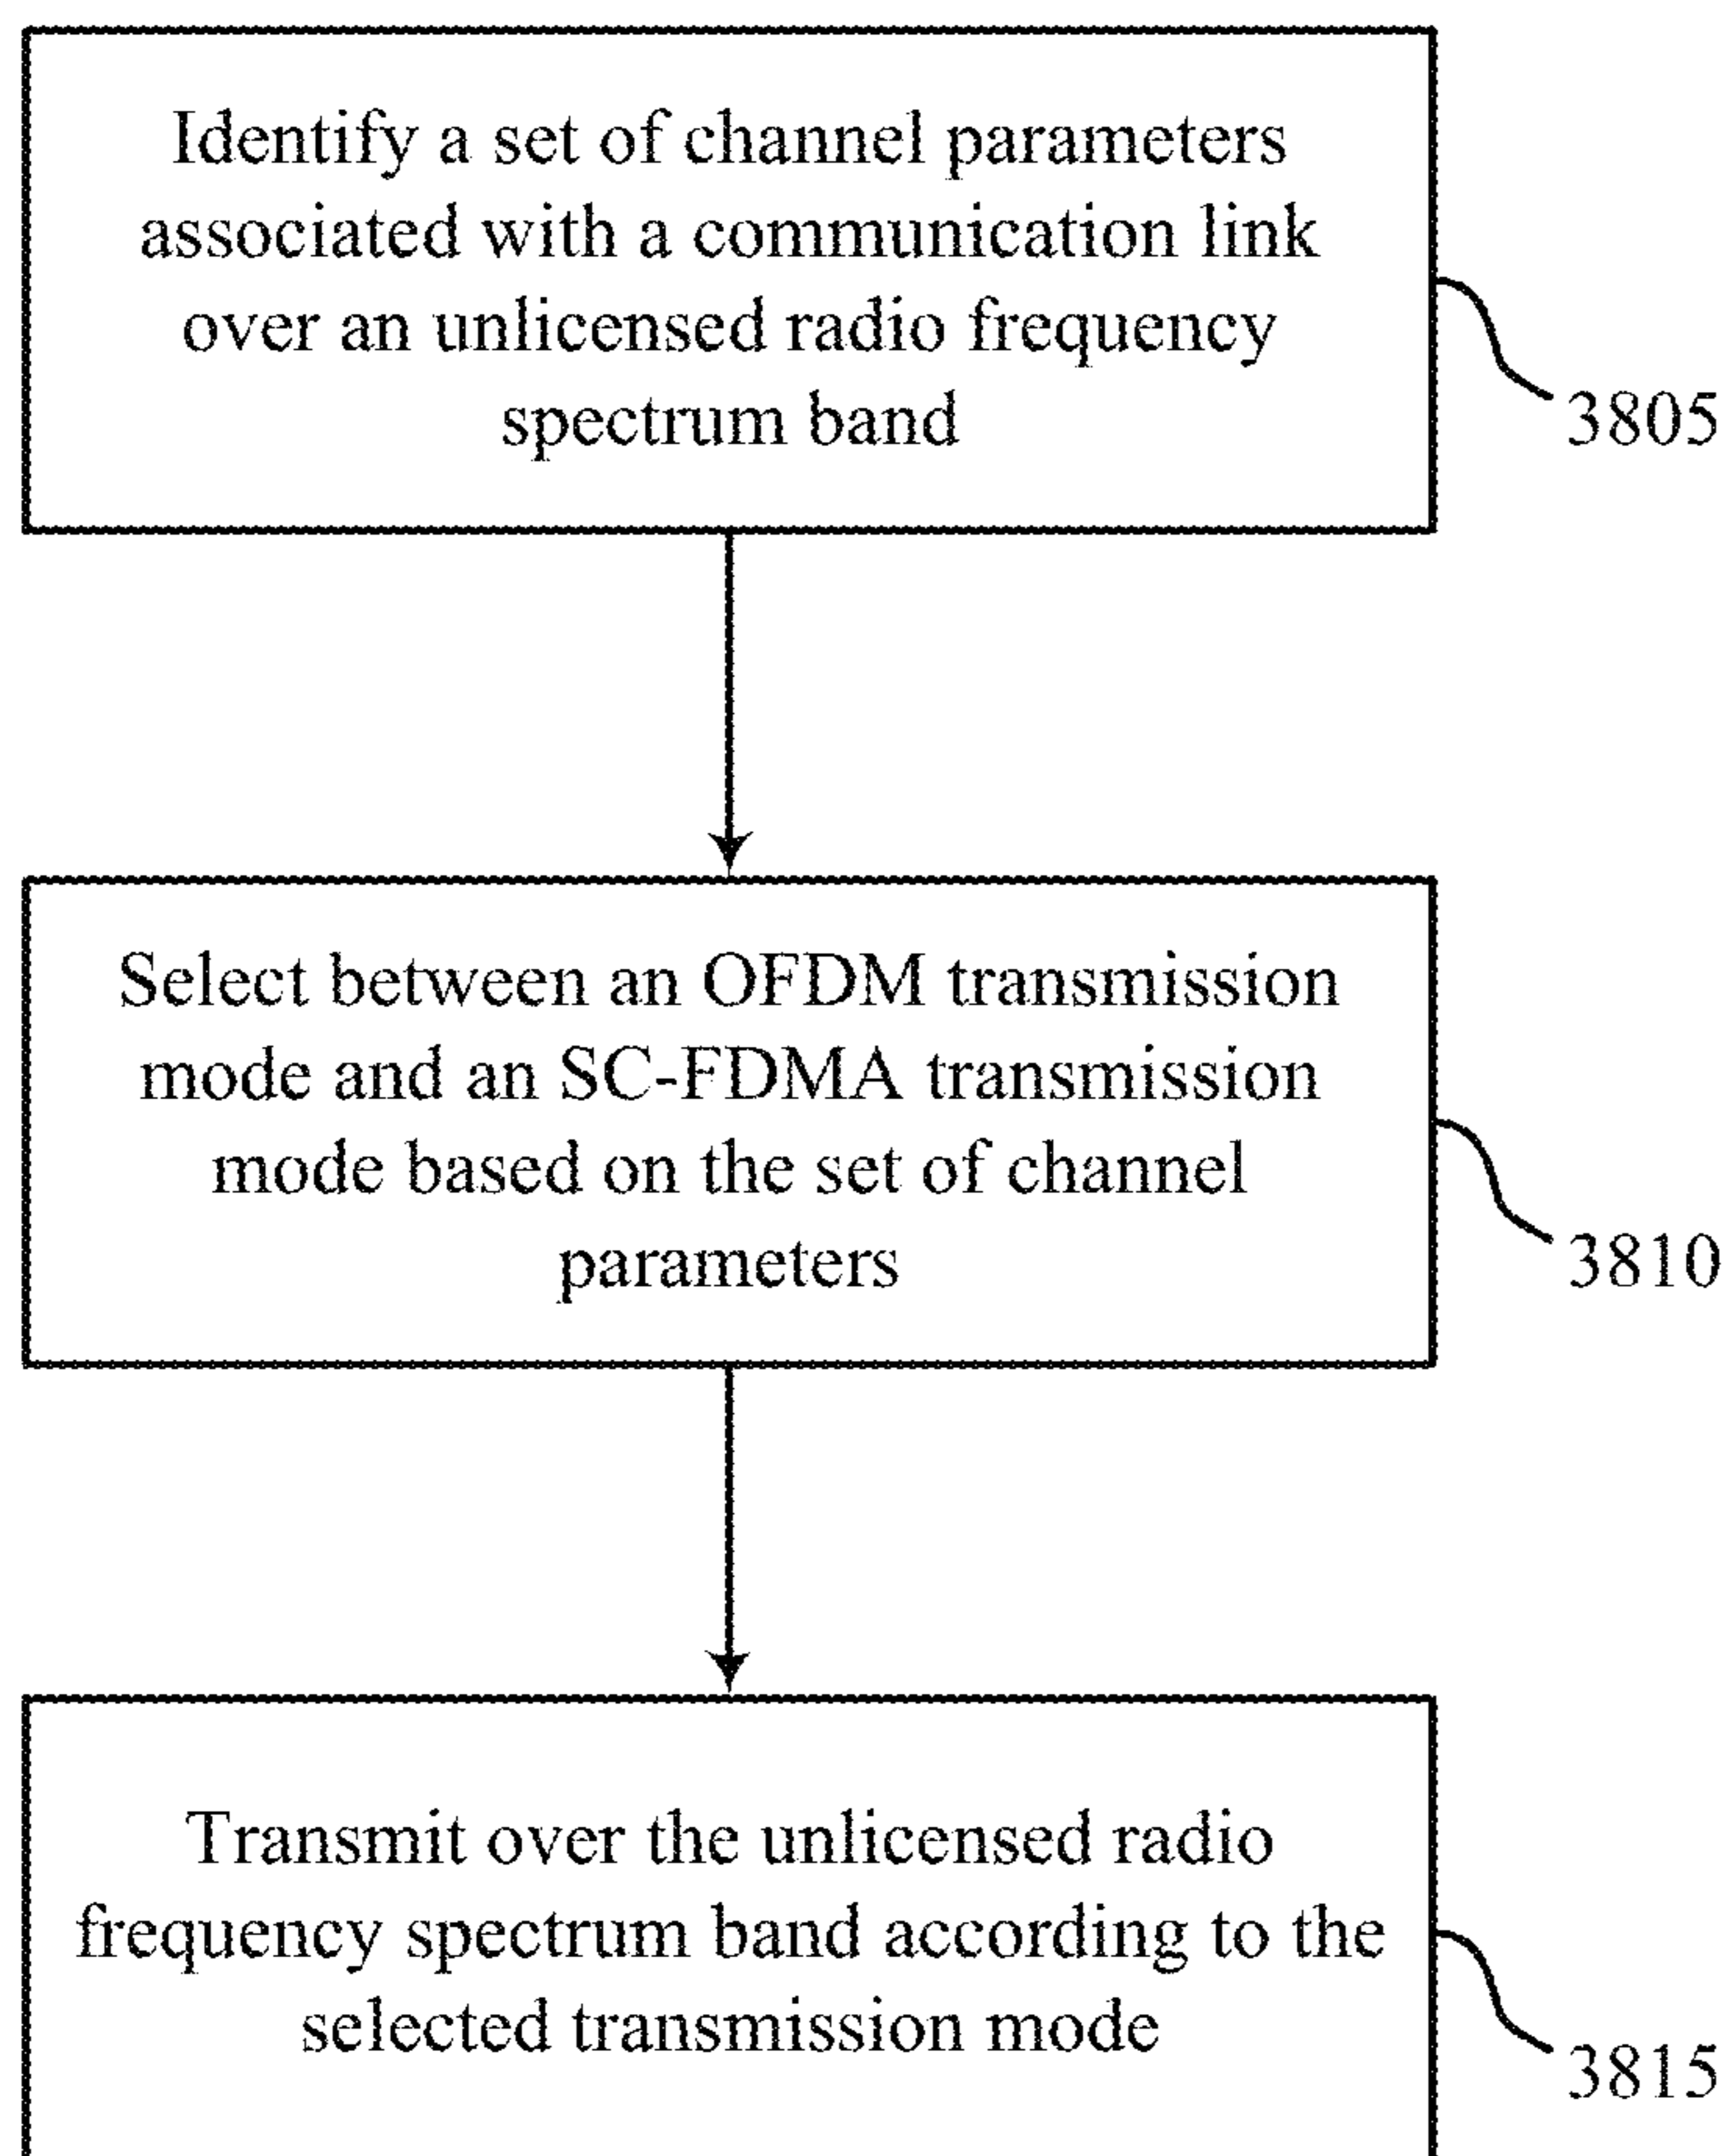 Identify a set of channel parameters
associated with a communication link
over an unlicensed radio frequency
spectrum band
3805
Select between an OFDM transmission
mode and an SC-FDMA transmission
mode based on the set of channel
parameters
3810
Transmit over the unlicensed radio
frequency spectrum band according to the
selected transmission mode
3815